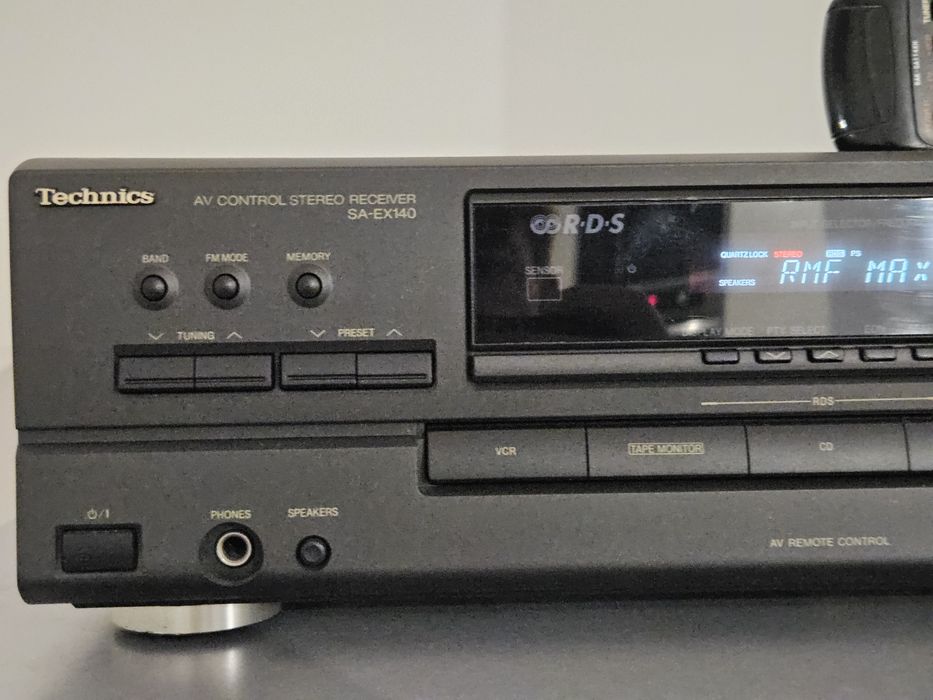 Technics
AV CONTROL STEREO RECEIVER
SA-EX140
R·D·S
BAND
FM MODE
MEMORY
SENSOR
QUARTZ LOCK STEREO RDS PS
SPEAKERS
RMF MAX
TUNING
PRESET
PTY SELECT
RDS
VCR
TAPE MONITOR
CD
PHONES
SPEAKERS
AV REMOTE CONTROL